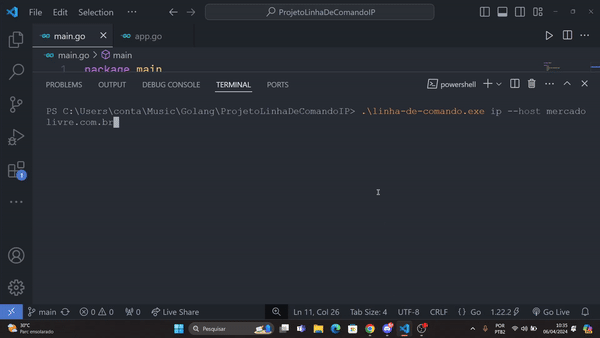 File Edit Selection ··· ProjetoLinhaDeComandoIP
main.go app.go
main.go > main
1 package main
PROBLEMS OUTPUT DEBUG CONSOLE TERMINAL PORTS powershell
PS C:\Users\conta\Music\Golang\ProjetoLinhaDeComandoIP> .\linha-de-comando.exe ip --host mercado
livre.com.br
1
main 0 0 0 Live Share Ln 11, Col 26 Tab Size: 4 UTF-8 CRLF {} Go 1.22.2 Go Live
30°C
Parc ensolarado
Pesquisar
POR
PTB2
10:35
06/04/2024